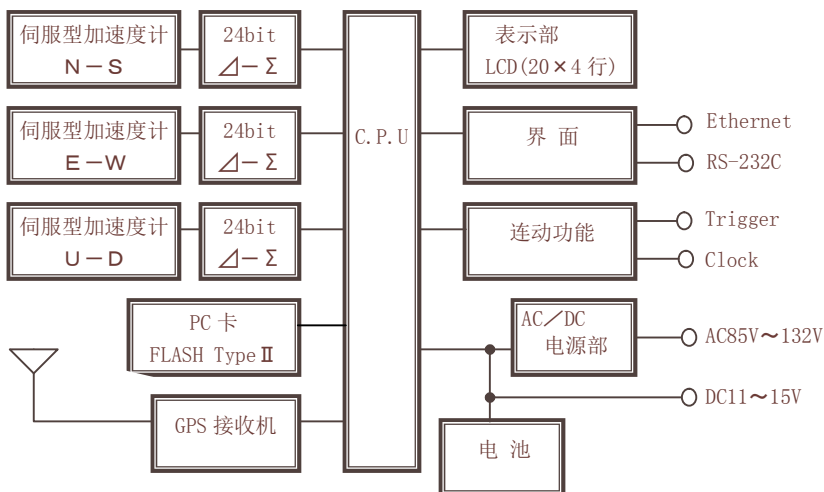 伺服型加速度计
N－S
24bit
⊿－Σ
伺服型加速度计
E－W
24bit
⊿－Σ
伺服型加速度计
U－D
24bit
⊿－Σ
PC 卡
FLASH TypeⅡ
GPS 接收机
C.P.U
表示部
LCD(20×4 行)
界 面
Ethernet
RS-232C
连动功能
Trigger
Clock
AC／DC
电源部
AC85V～132V
DC11～15V
电 池